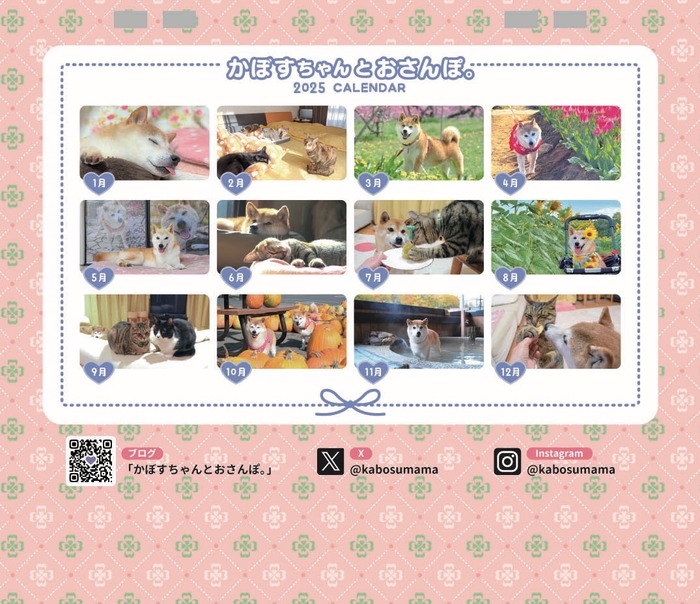 かぼすちゃんとおさんぽ。
2025 CALENDAR
1月
2月
3月
4月
5月
6月
7月
8月
9月
10月
11月
12月
ブログ
「かぼすちゃんとおさんぽ。」
X
@kabosumama
Instagram
@kabosumama